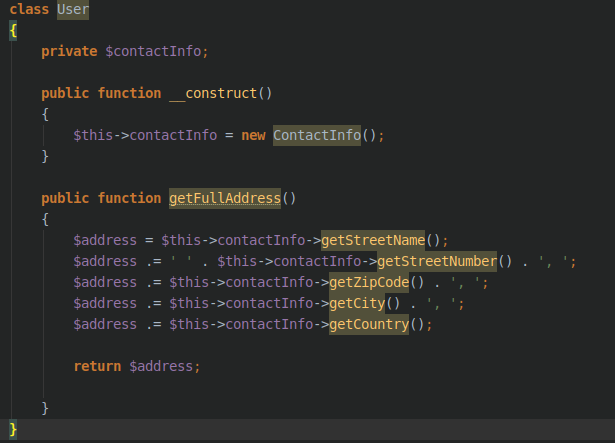 class User
{
    private $contactInfo;

    public function __construct()
    {
        $this->contactInfo = new ContactInfo();
    }

    public function getFullAddress()
    {
        $address = $this->contactInfo->getStreetName();
        $address .= ' ' . $this->contactInfo->getStreetNumber() . ', ';
        $address .= $this->contactInfo->getZipCode() . ', ';
        $address .= $this->contactInfo->getCity() . ', ';
        $address .= $this->contactInfo->getCountry();

        return $address;

    }
}